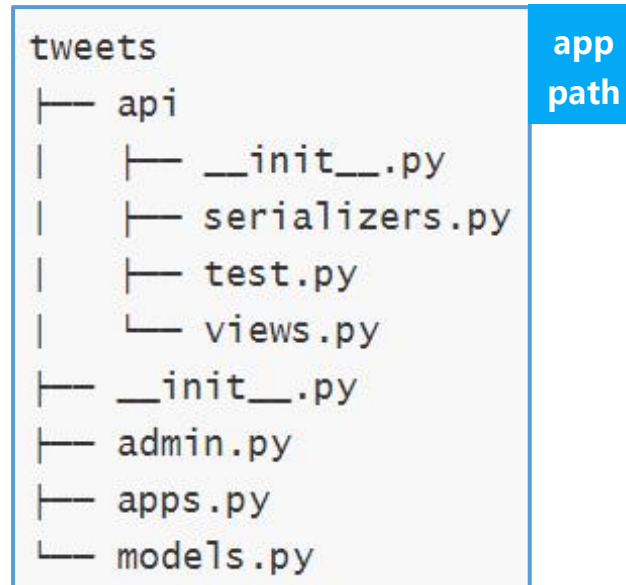 tweets
├── api
│   ├── __init__.py
│   ├── serializers.py
│   ├── test.py
│   └── views.py
├── __init__.py
├── admin.py
├── apps.py
└── models.py
app
path